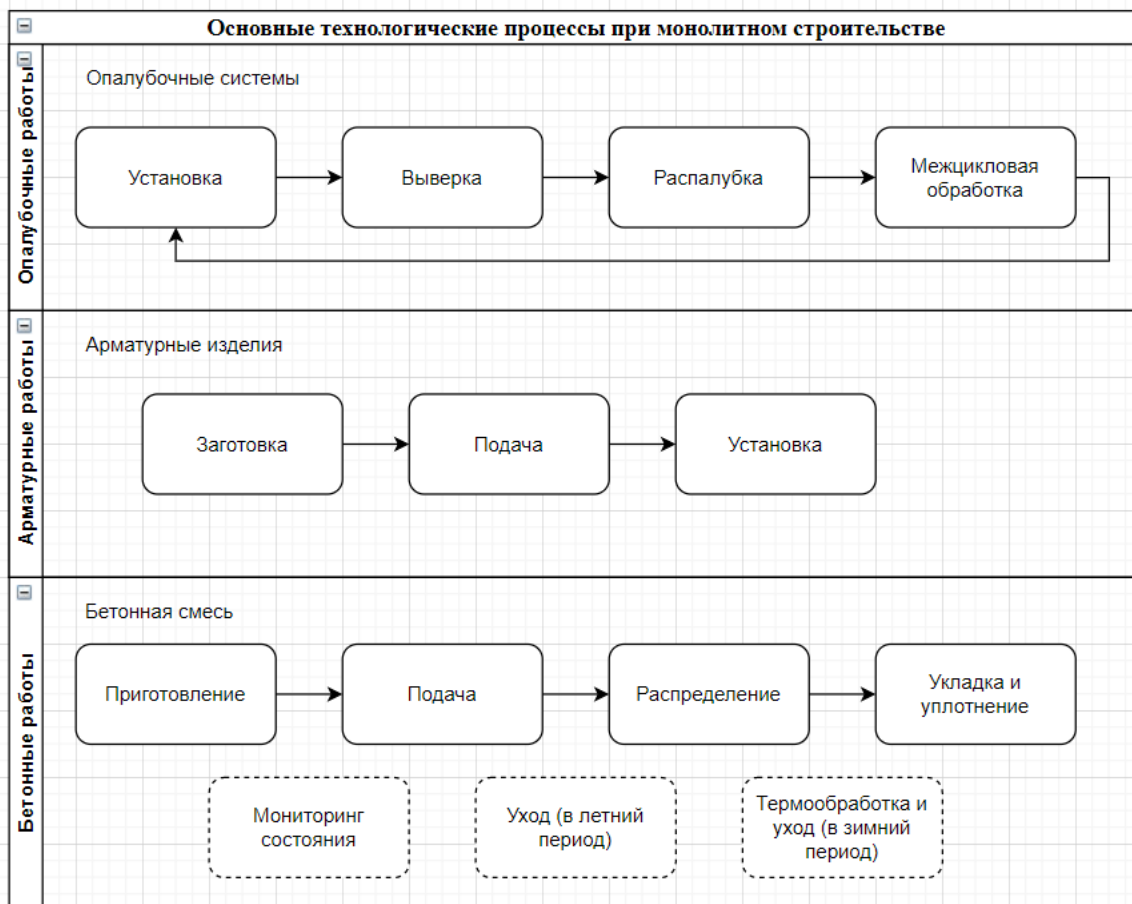 Основные технологические процессы при монолитном строительстве
Опалубочные работы
Опалубочные системы
Установка
Выверка
Распалубка
Межцикловая
обработка
Арматурные работы
Арматурные изделия
Заготовка
Подача
Установка
Бетонные работы
Бетонная смесь
Приготовление
Подача
Распределение
Укладка и
уплотнение
Мониторинг
состояния
Уход (в летний
период)
Термообработка и
уход (в зимний
период)